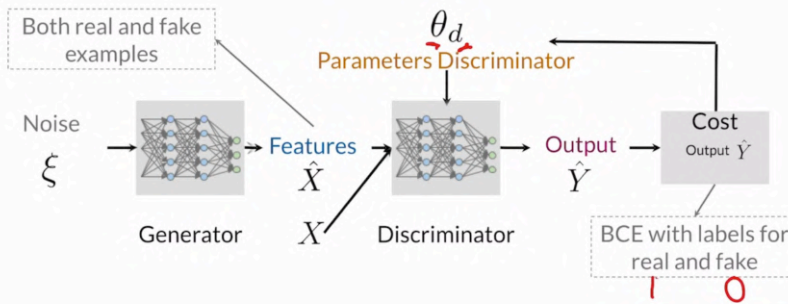 Both real and fake
examples
θ_d
Parameters Discriminator
Noise
ξ
Generator
Features
X̂
X
Discriminator
Output
Ŷ
Cost
Output Ŷ
BCE with labels for
real and fake
1 0